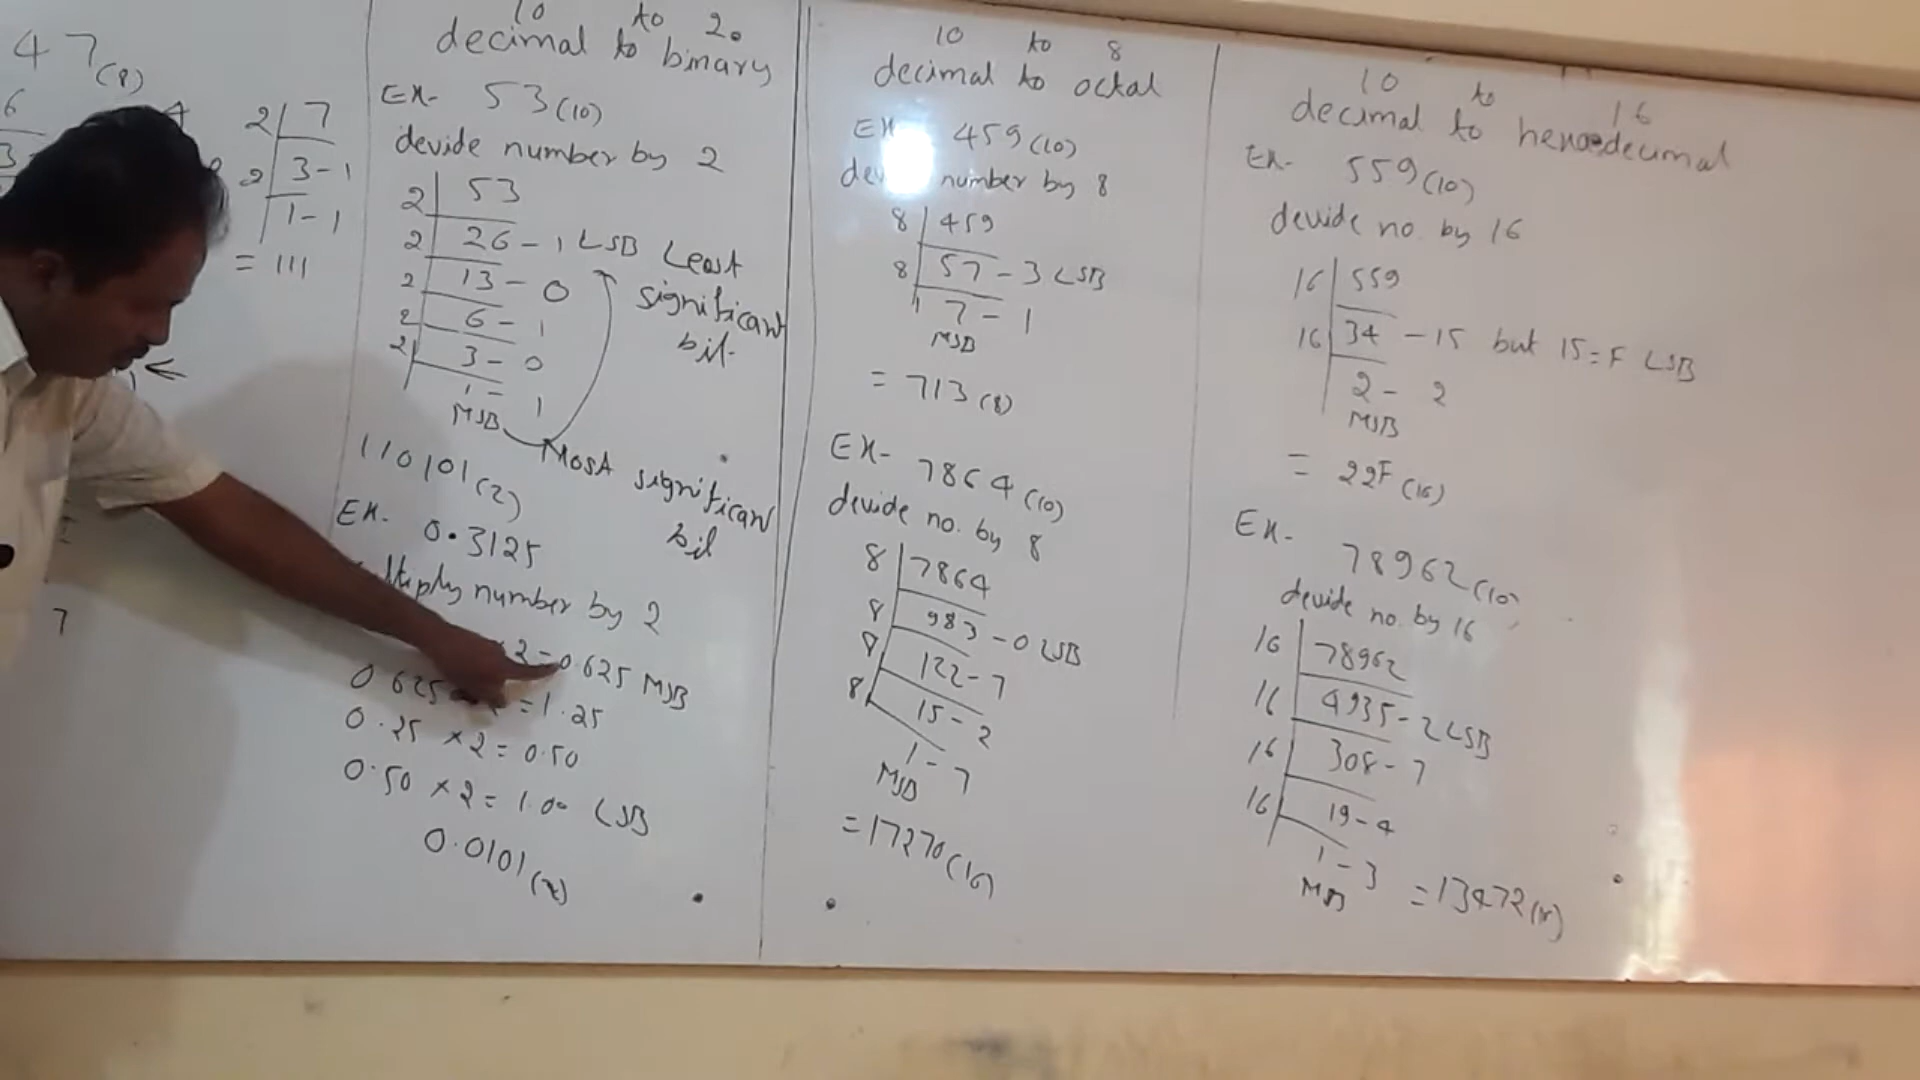 47(8)
6
2 7
2 3-1
1-1
= 111
7
10 to 2.
decimal to binary
Ex- 53(10)
devide number by 2
2 53
2 26-1 LSB Least
2 13-0 significant
2 6-1 bit-
2 3-0
1-1
MSB Most significant
bit
110101(2)
Ex. 0.3125
number by 2
2=0.625 MSB
0.625 =1.25
0.25 ×2=0.50
0.50 ×2=1.00 LSB
0.0101(2)
10 to 8
decimal to octal
Ex 459(10)
dev number by 8
8 459
8 57-3 LSB
7-1
MSB
=713(8)
Ex- 7864(10)
devide no. by 8
8 7864
8 983-0 LSB
8 122-7
8 15-2
1-7
MSB
=17270(16)
10 to 16
decimal to hexadecimal
Ex- 559(10)
devide no. by 16
16 559
16 34-15 but 15=F LSB
2-2
MSB
= 22F(16)
Ex- 78962(10)
devide no. by 16
16 78962
16 4935-2 LSB
16 308-7
16 19-4
1-3
MSB =13472(16)